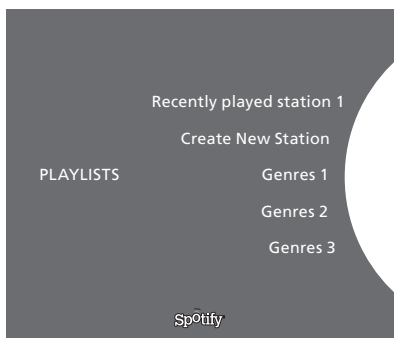 Recently played station 1
Create New Station
PLAYLISTS Genres 1
Genres 2
Genres 3
Spotify